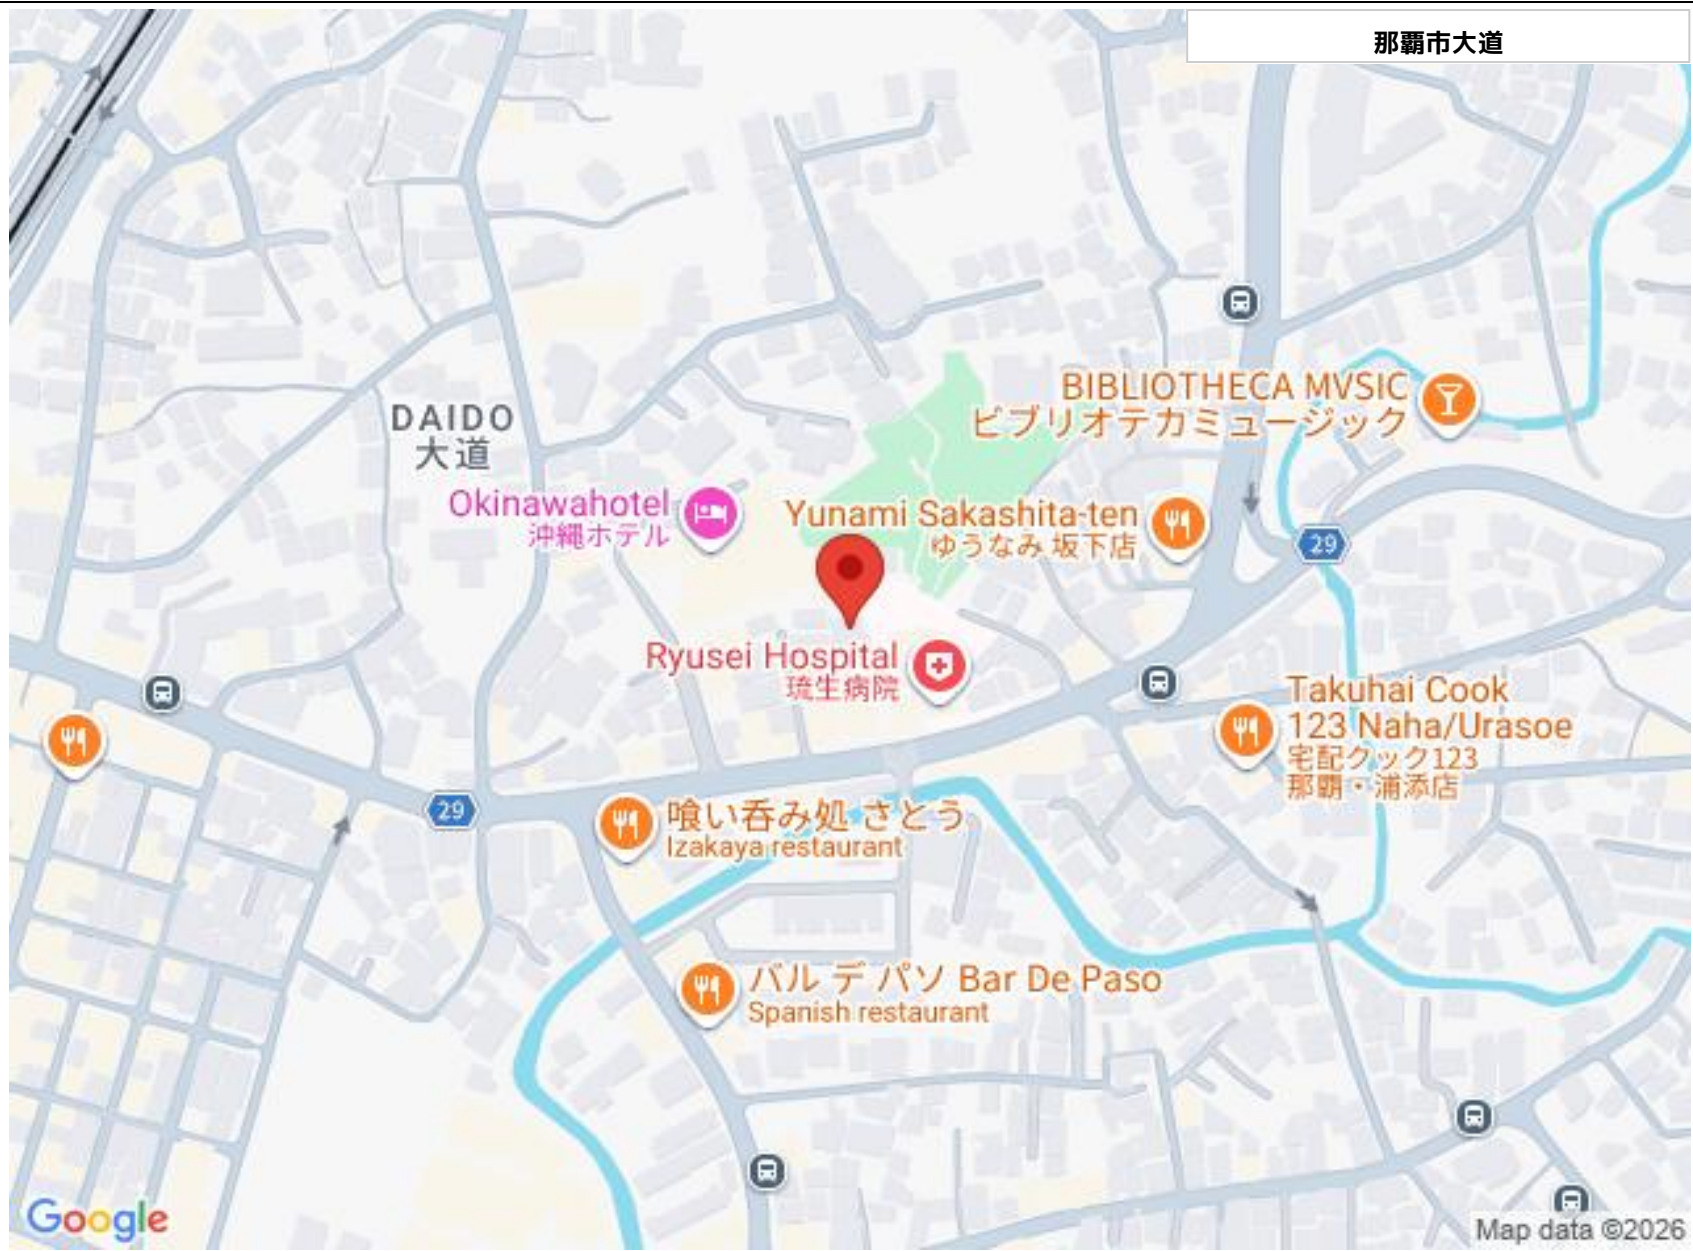 那覇市大道
BIBLIOTHECA MVSIC
ビブリオテカミュージック
DAIDO
大道
Okinawahotel
沖縄ホテル
Yunami Sakashita-ten
ゆうなみ 坂下店
29
Ryusei Hospital
琉生病院
Takuhai Cook
123 Naha/Urasoe
宅配クック123
那覇・浦添店
29
喰い呑み処 さとう
Izakaya restaurant
バル デ パソ Bar De Paso
Spanish restaurant
Google
Map data ©2026